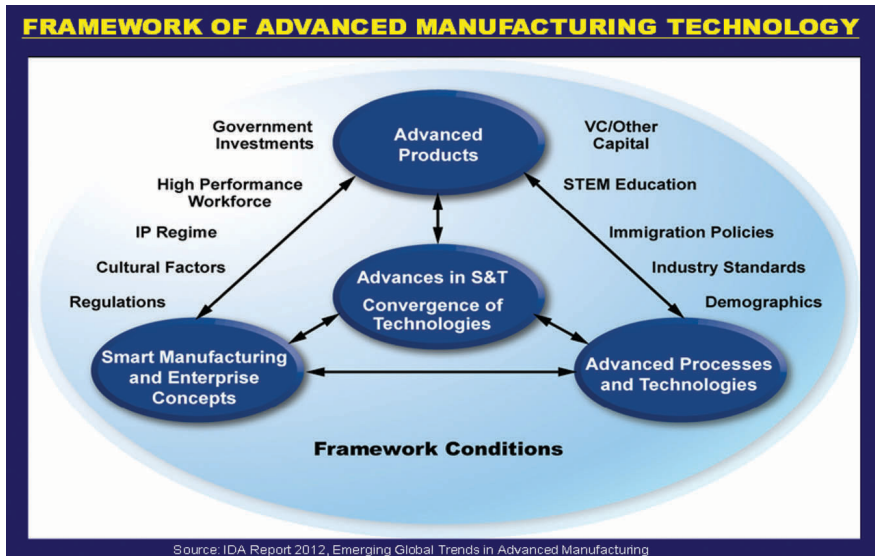 FRAMEWORK OF ADVANCED MANUFACTURING TECHNOLOGY
Government
Investments
High Performance
Workforce
IP Regime
Cultural Factors
Regulations
Advanced
Products
VC/Other
Capital
STEM Education
Immigration Policies
Industry Standards
Demographics
Advances in S&T
Convergence of
Technologies
Smart Manufacturing
and Enterprise
Concepts
Advanced Processes
and Technologies
Framework Conditions
Source: IDA Report 2012, Emerging Global Trends in Advanced Manufacturing